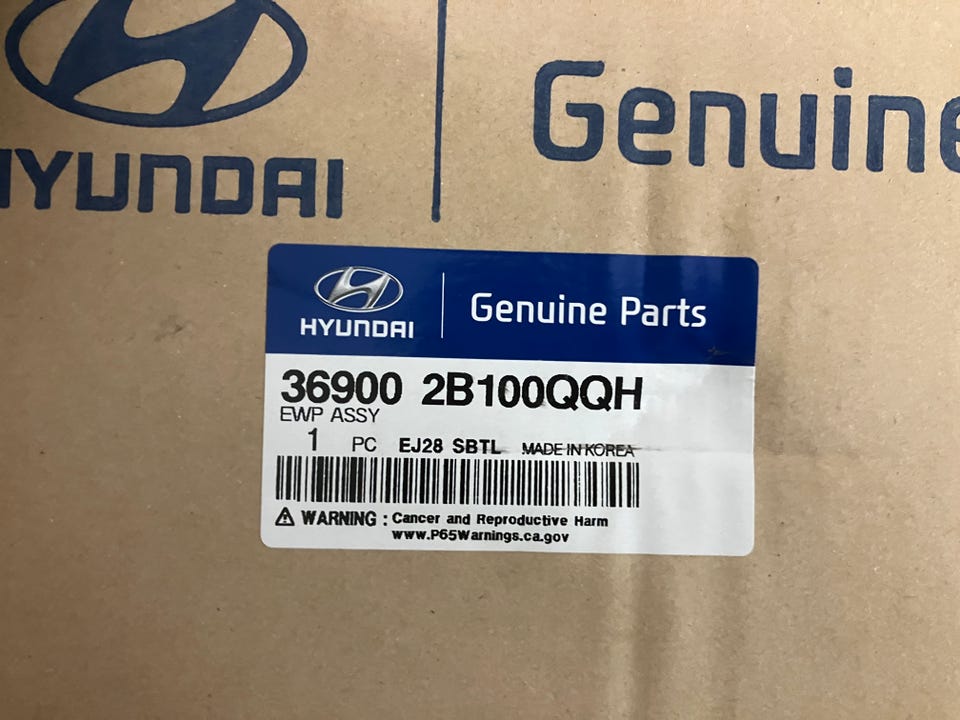 HYUNDAI
Genuine
HYUNDAI
Genuine Parts
36900 2B100QQH
EWP ASSY
1 PC EJ28 SBTL MADE IN KOREA
WARNING : Cancer and Reproductive Harm
www.P65Warnings.ca.gov